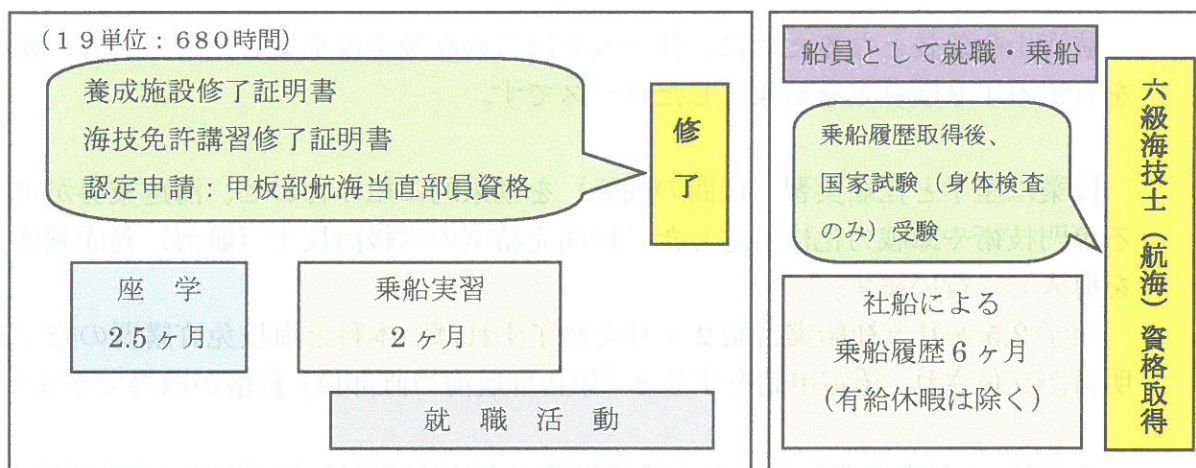 (19単位:680時間)
養成施設修了証明書
海技免許講習修了証明書
認定申請:甲板部航海当直部員資格
修了
座 学
2.5ヶ月
乗船実習
2ヶ月
就 職 活 動
船員として就職・乗船
乗船履歴取得後、
国家試験(身体検査
のみ)受験
社船による
乗船履歴6ヶ月
(有給休暇は除く)
六級海技士(航海)資格取得